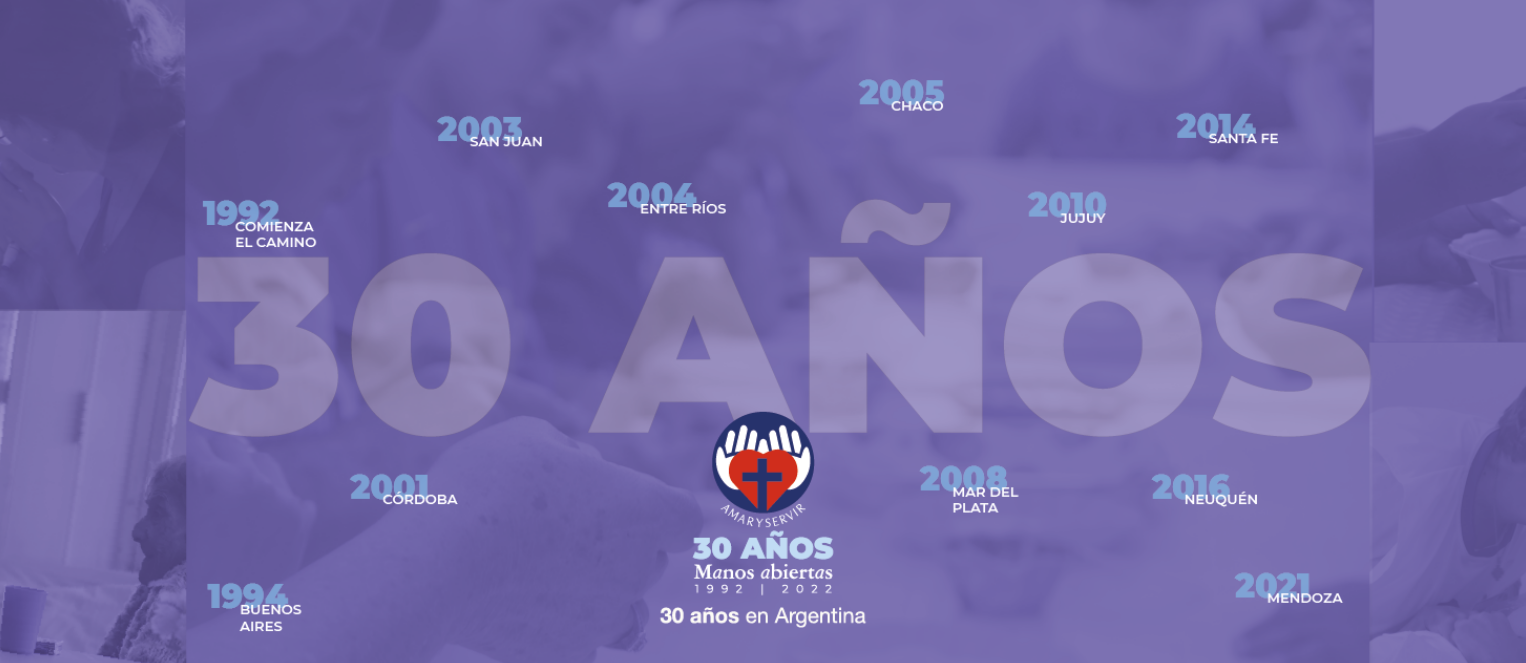 2005
CHACO
2003
SAN JUAN
2014
SANTA FE
2004
ENTRE RÍOS
2010
JUJUY
1992
COMIENZA
EL CAMINO
30 AÑOS
2001
CÓRDOBA
2008
MAR DEL
PLATA
2016
NEUQUÉN
AMARYSERVIR
30 AÑOS
Manos abiertas
1992 | 2022
30 años en Argentina
1994
BUENOS
AIRES
2021
MENDOZA